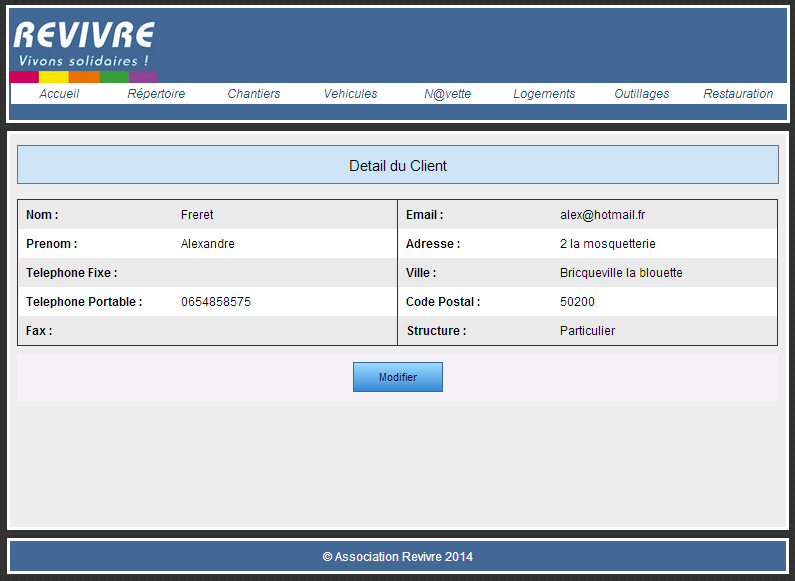 REVIVRE
Vivons solidaires !
Accueil Répertoire Chantiers Vehicules N@vette Logements Outillages Restauration
Detail du Client
Nom : Freret Email : alex@hotmail.fr
Prenom : Alexandre Adresse : 2 la mosquetterie
Telephone Fixe : Ville : Bricqueville la blouette
Telephone Portable : 0654858575 Code Postal : 50200
Fax : Structure : Particulier
Modifier
© Association Revivre 2014